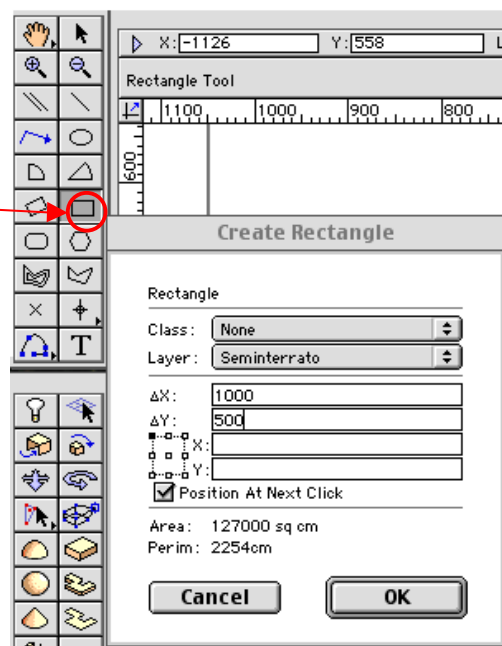 X: -1126 Y: 558 L
Rectangle Tool
1100 1000 900 800
600
T
Create Rectangle
Rectangle
Class: None
Layer: Seminterrato
ΔX: 1000
ΔY: 500
X:
Y:
Position At Next Click
Area: 127000 sq cm
Perim: 2254cm
Cancel OK